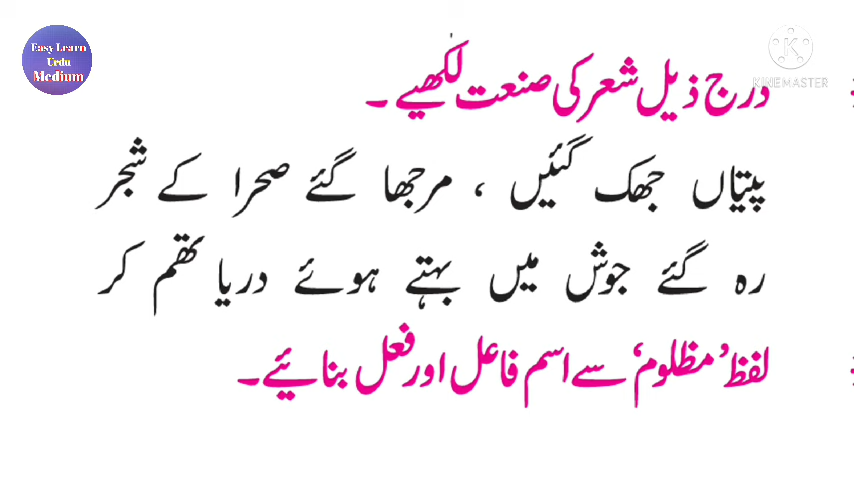 Easy Learn
Urdu
Medium
KINEMASTER
درج ذیل شعر کی صنعت لکھیے۔
پتیاں جھک گئیں ، مرجھا گئے صحرا کے شجر
رہ گئے جوش میں بہتے ہوئے دریا تھم کر
لفظ ’مظلوم‘ سے اسم فاعل اور فعل بنائیے۔